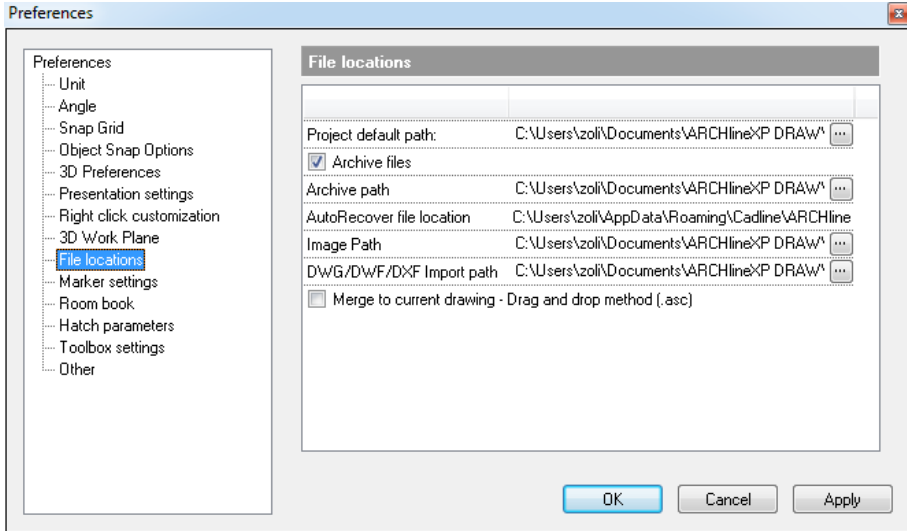 Preferences
Preferences
Unit
Angle
Snap Grid
Object Snap Options
3D Preferences
Presentation settings
Right click customization
3D Work Plane
File locations
Marker settings
Room book
Hatch parameters
Toolbox settings
Other
File locations
Project default path: C:\Users\zoli\Documents\ARCHlineXP DRAW\ ...
Archive files
Archive path C:\Users\zoli\Documents\ARCHlineXP DRAW\ ...
AutoRecover file location C:\Users\zoli\AppData\Roaming\Cadline\ARCHline
Image Path C:\Users\zoli\Documents\ARCHlineXP DRAW\ ...
DWG/DWF/DXF Import path C:\Users\zoli\Documents\ARCHlineXP DRAW\ ...
Merge to current drawing - Drag and drop method (.asc)
OK Cancel Apply